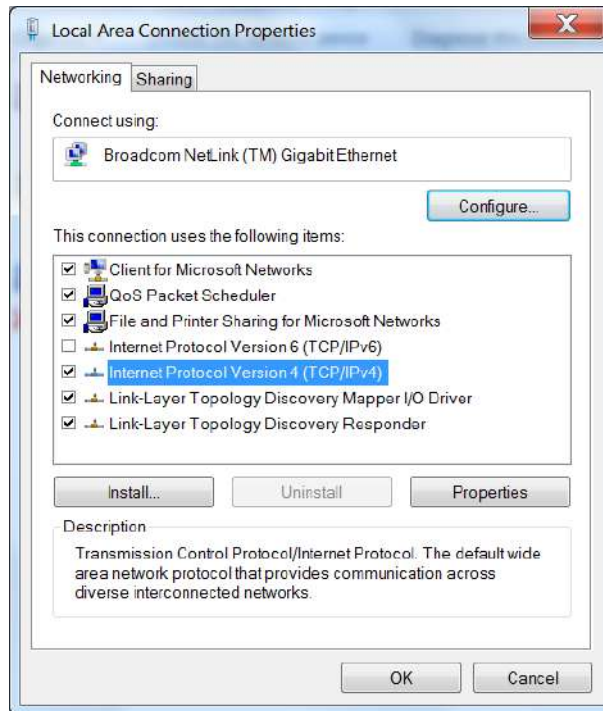 Local Area Connection Properties
Networking
Sharing
Connect using:
Broadcom NetLink (TM) Gigabit Ethernet
Configure...
This connection uses the following items:
Client for Microsoft Networks
QoS Packet Scheduler
File and Printer Sharing for Microsoft Networks
Internet Protocol Version 6 (TCP/IPv6)
Internet Protocol Version 4 (TCP/IPv4)
Link-Layer Topology Discovery Mapper I/O Driver
Link-Layer Topology Discovery Responder
Install...
Uninstall
Properties
Description
Transmission Control Protocol/Internet Protocol. The default wide
area network protocol that provides communication across
diverse interconnected networks.
OK
Cancel